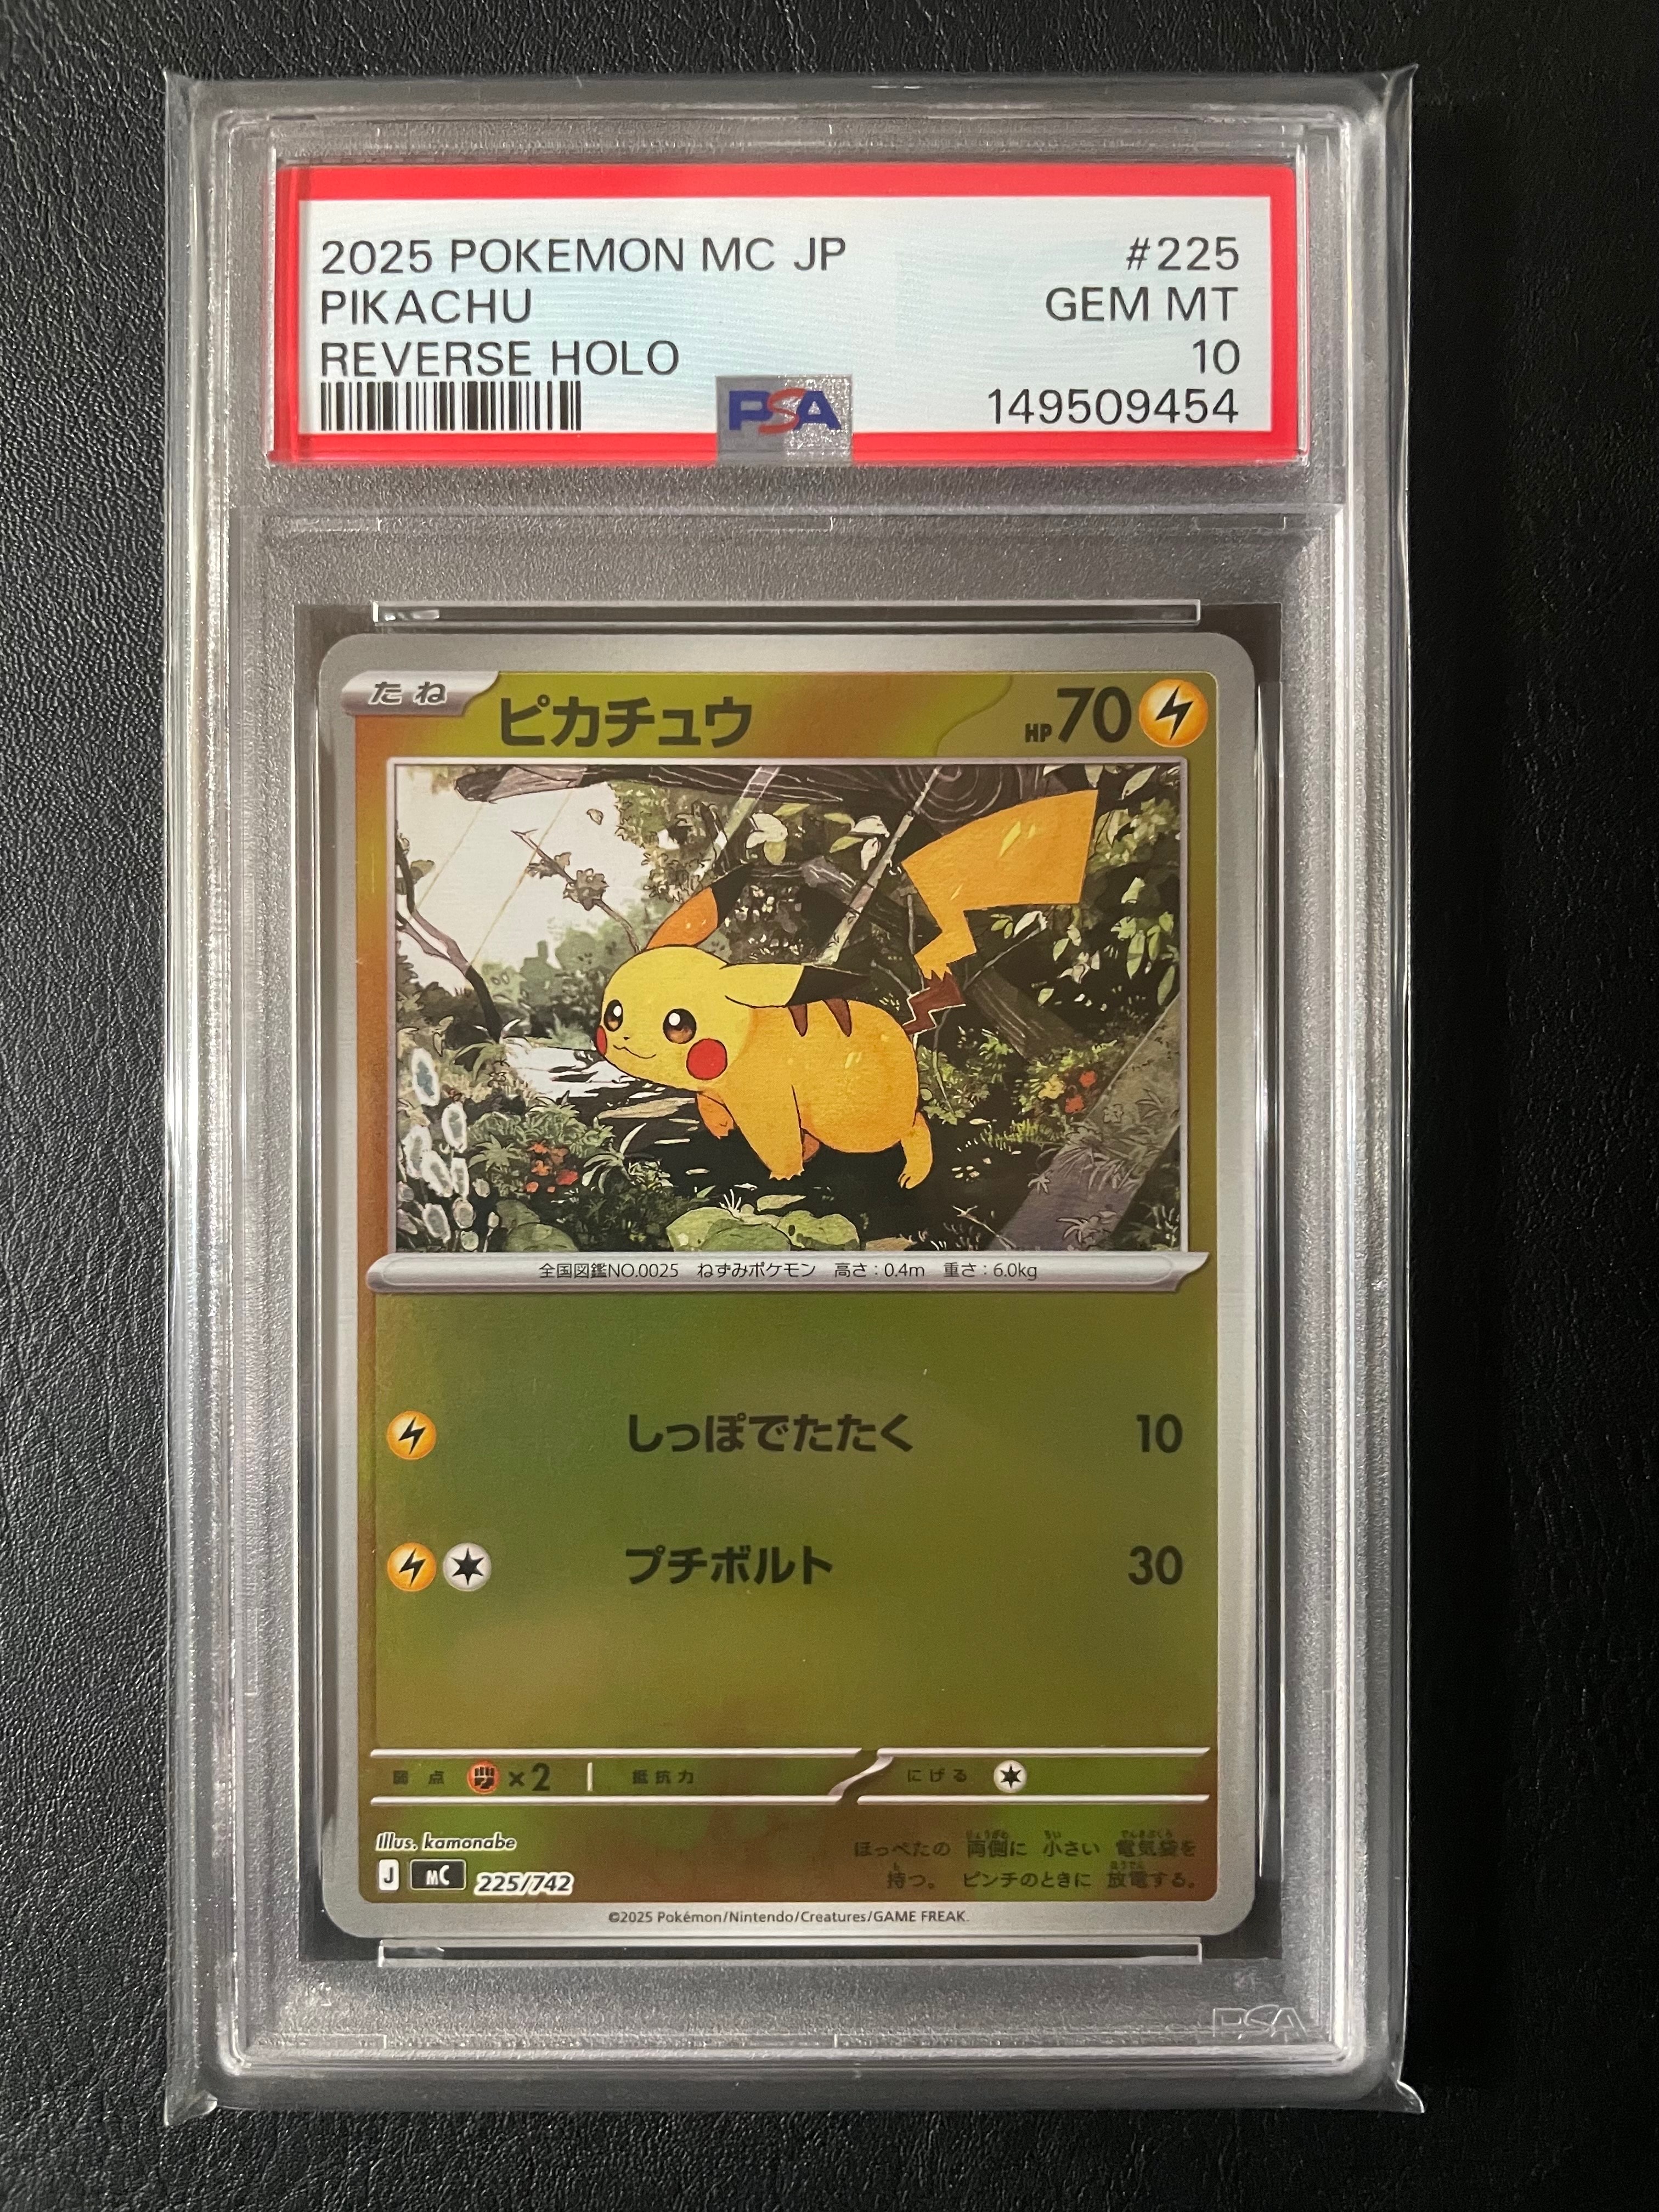 2025 POKEMON MC JP #225
PIKACHU GEM MT
REVERSE HOLO 10
PSA 149509454
たね ピカチュウ HP70
全国図鑑NO.0025 ねずみポケモン 高さ:0.4m 重さ:6.0kg
しっぽでたたく 10
プチボルト 30
弱点 ×2 抵抗力 にげる
Illus. kamonabe
J MC 225/742
ほっぺたの 両側に 小さい 電気袋を
持つ。 ピンチのときに 放電する。
©2025 Pokémon/Nintendo/Creatures/GAME FREAK.
PSA